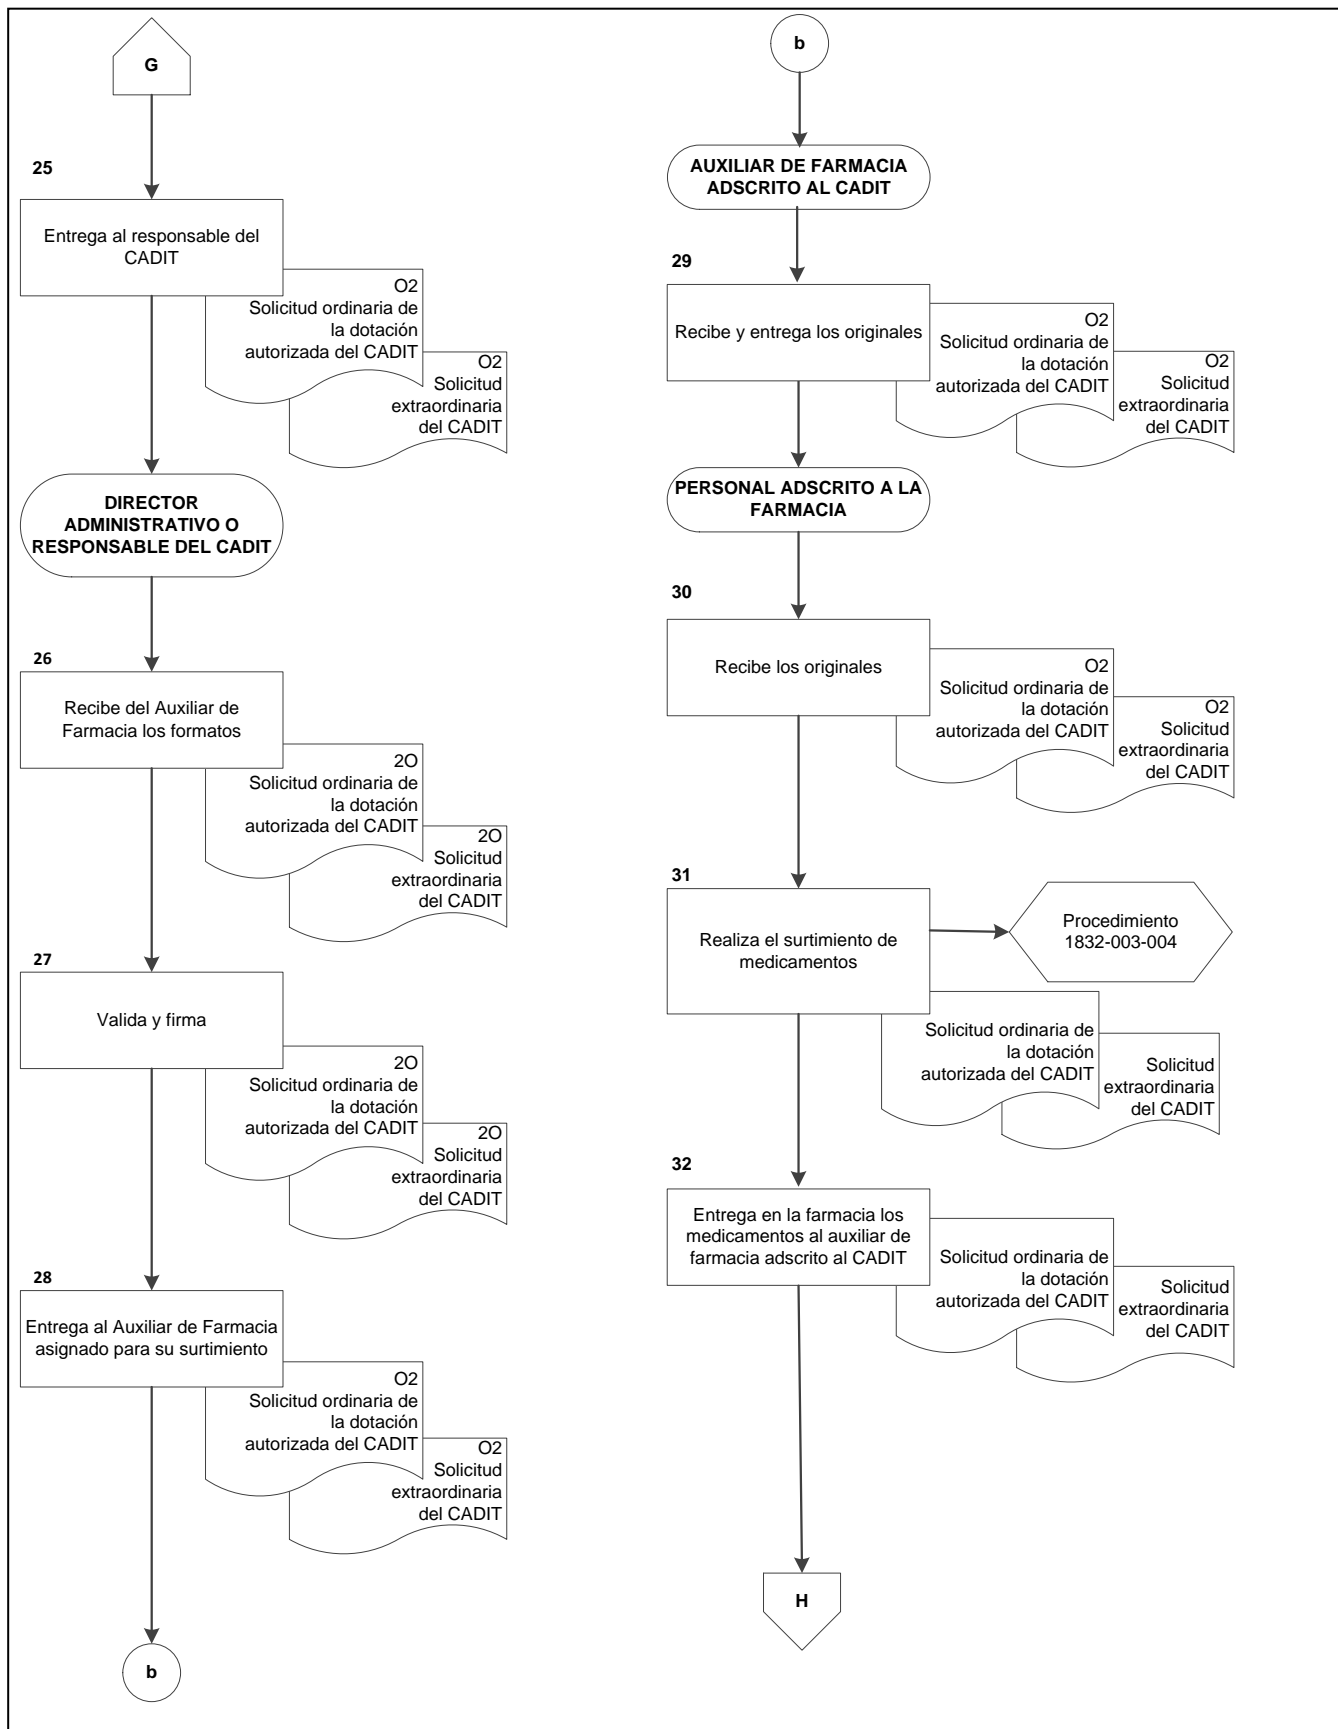 G
25
Entrega al responsable del
CADIT
O2
Solicitud ordinaria de
la dotación
autorizada del CADIT
O2
Solicitud
extraordinaria
del CADIT
DIRECTOR
ADMINISTRATIVO O
RESPONSABLE DEL CADIT
26
Recibe del Auxiliar de
Farmacia los formatos
2O
Solicitud ordinaria de
la dotación
autorizada del CADIT
2O
Solicitud
extraordinaria
del CADIT
27
Valida y firma
2O
Solicitud ordinaria de
la dotación
autorizada del CADIT
2O
Solicitud
extraordinaria
del CADIT
28
Entrega al Auxiliar de Farmacia
asignado para su surtimiento
O2
Solicitud ordinaria de
la dotación
autorizada del CADIT
O2
Solicitud
extraordinaria
del CADIT
b
b
AUXILIAR DE FARMACIA
ADSCRITO AL CADIT
29
Recibe y entrega los originales
O2
Solicitud ordinaria de
la dotación
autorizada del CADIT
O2
Solicitud
extraordinaria
del CADIT
PERSONAL ADSCRITO A LA
FARMACIA
30
Recibe los originales
O2
Solicitud ordinaria de
la dotación
autorizada del CADIT
O2
Solicitud
extraordinaria
del CADIT
31
Realiza el surtimiento de
medicamentos
Procedimiento
1832-003-004
Solicitud ordinaria de
la dotación
autorizada del CADIT
Solicitud
extraordinaria
del CADIT
32
Entrega en la farmacia los
medicamentos al auxiliar de
farmacia adscrito al CADIT
Solicitud ordinaria de
la dotación
autorizada del CADIT
Solicitud
extraordinaria
del CADIT
H